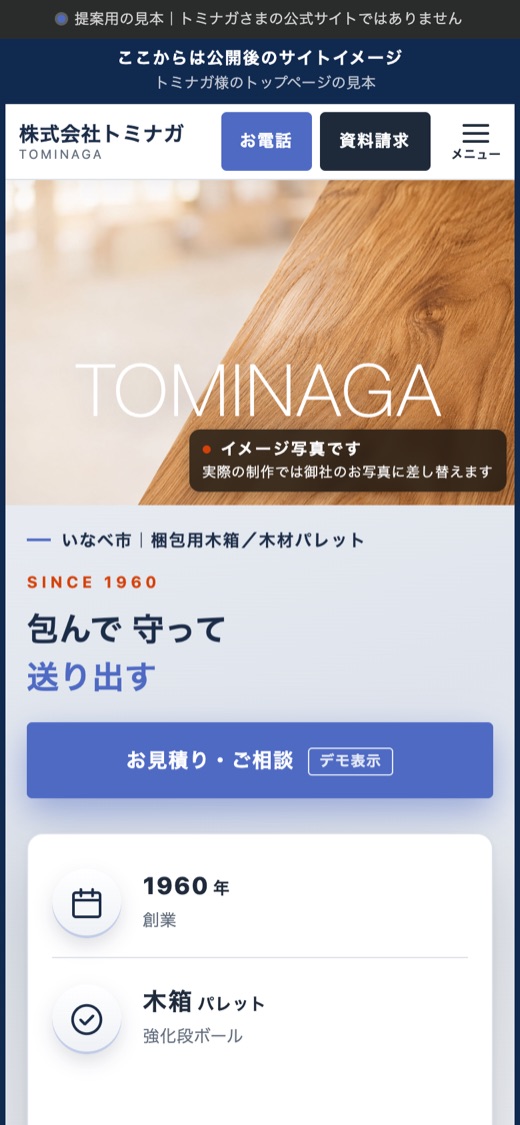 提案用の見本｜トミナガさまの公式サイトではありません
ここからは公開後のサイトイメージ
トミナガ様のトップページの見本
株式会社トミナガ
TOMINAGA
お電話
資料請求
メニュー
TOMINAGA
イメージ写真です
実際の制作では御社のお写真に差し替えます
いなべ市｜梱包用木箱／木材パレット
SINCE 1960
包んで 守って
送り出す
お見積り・ご相談 デモ表示
1960 年
創業
木箱 パレット
強化段ボール